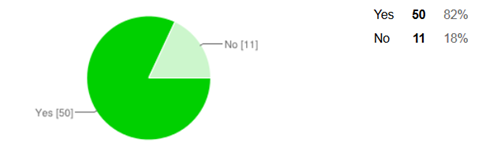 No [11]
Yes [50]
Yes 50 82%
No 11 18%